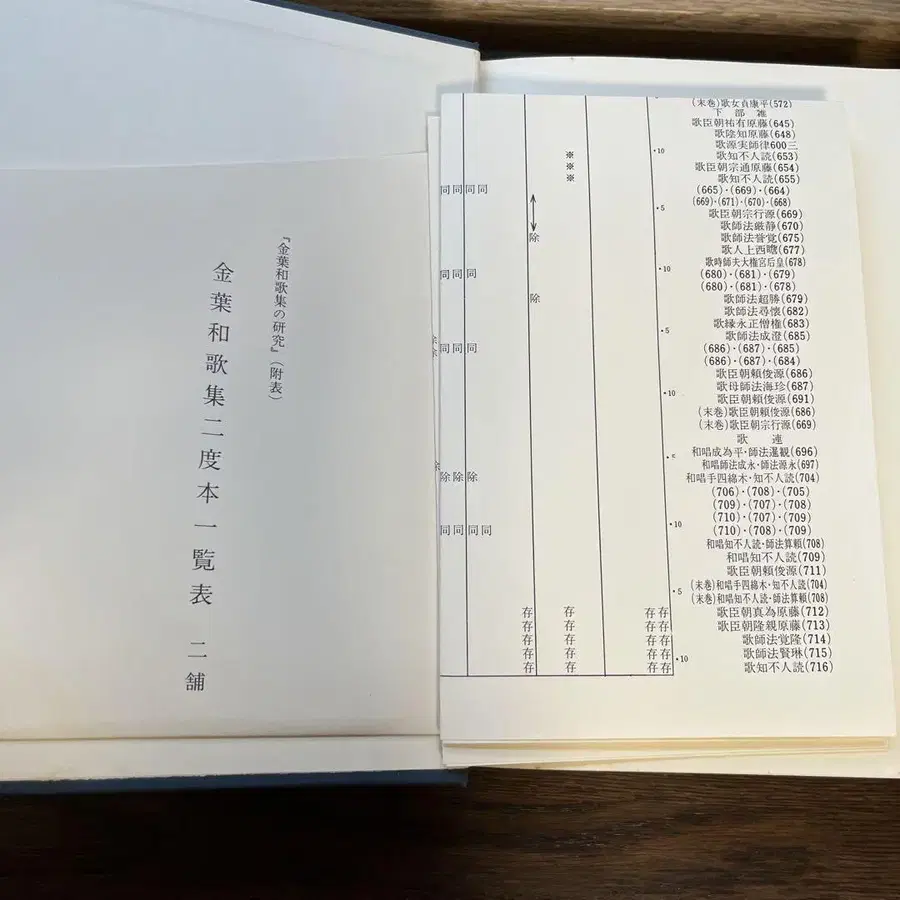 『金葉和歌集の研究』(附表)
金葉和歌集二度本一覧表 二舗
(末巻)歌女貞康平(572)
下部雑
歌臣朝祐有原藤(645)
歌陰知原藤(648)
歌源実師律600三
歌知不人読(653)
歌臣朝宗通原藤(654)
歌知不人読(655)
(665)・(669)・(664)
(669)・(671)・(670)・(668)
歌臣朝宗行源(669)
歌師法厳静(670)
歌師法誉覚(675)
歌人上西瞻(677)
歌時師夫大権宮后皇(678)
(680)・(681)・(679)
(680)・(681)・(678)
歌師法超勝(679)
歌師法尋懐(682)
歌縁永正僧権(683)
歌師法成澄(685)
(686)・(687)・(685)
(686)・(687)・(684)
歌臣朝頼俊源(686)
歌母師法海珍(687)
歌臣朝頼俊源(691)
(末巻)歌臣朝頼俊源(686)
(末巻)歌臣朝宗行源(669)
歌連
和唱成為平・師法暹観(696)
和唱師法成永・師法源永(697)
和唱手四綿木・知不人読(704)
(706)・(708)・(705)
(709)・(707)・(708)
(710)・(707)・(709)
(710)・(708)・(709)
和唱知不人読・師法算頼(708)
和唱知不人読(709)
歌臣朝頼俊源(711)
(末巻)和唱手四綿木・知不人読(704)
(末巻)和唱知不人読・師法算頼(708)
存 存 存存 歌臣朝真為原藤(712)
存 存 存存 歌臣朝隆親原藤(713)
存 存 存存 歌師法覚隆(714)
存 存 存存 歌師法賢琳(715)
存 存 存存 •10 歌知不人読(716)
•10
※
※
※
同同同同
•5
除
同同同
•10
除
•5
同同同
•10
•5
除除除
同同同同
•10
•5